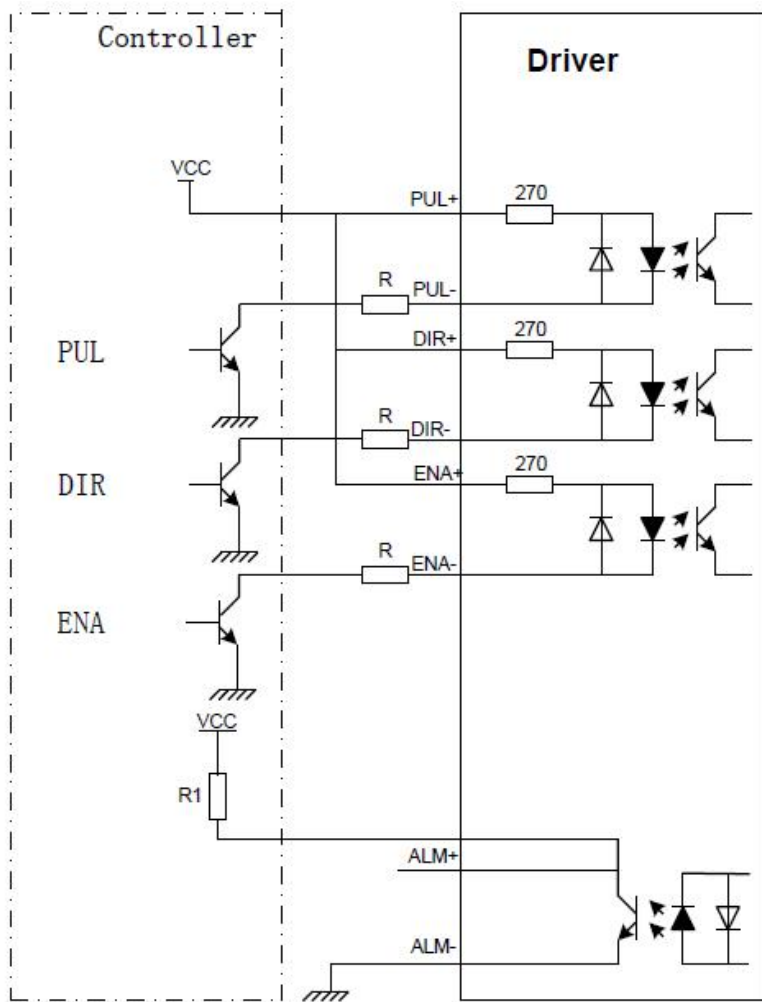 Controller
Driver
VCC
PUL+
270
R
PUL-
PUL
DIR+
270
R
DIR-
DIR
ENA+
270
R
ENA-
ENA
VCC
R1
ALM+
ALM-